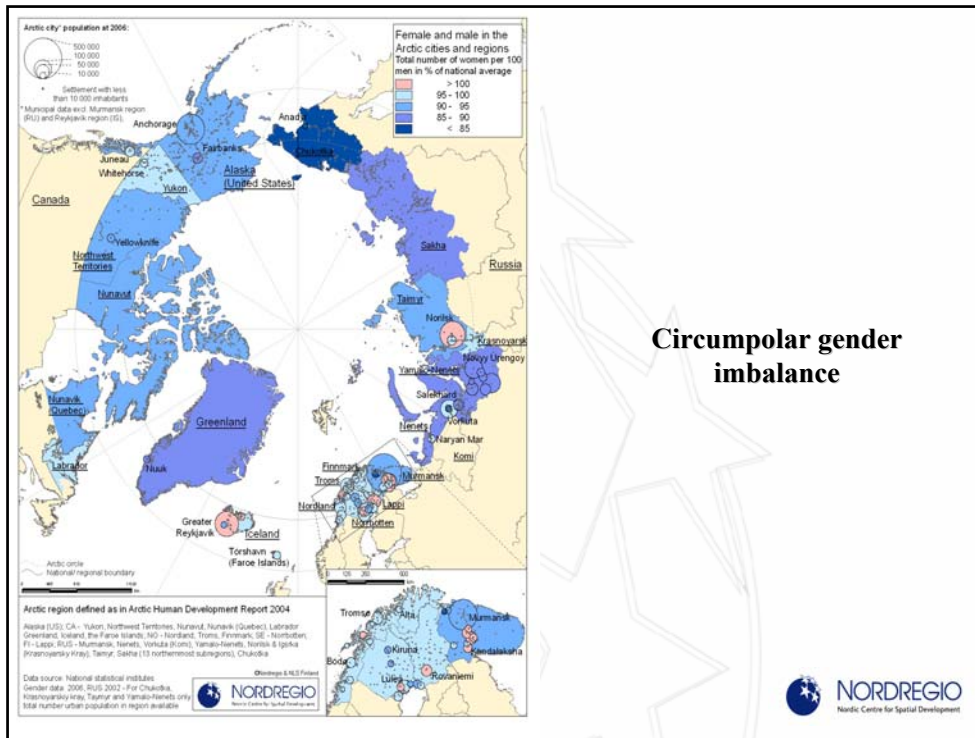 Arctic city* population at 2006:
500 000
100 000
50 000
10 000
Settlement with less
than 10 000 inhabitants
* Municipal data excl. Murmansk region
(RU) and Reykjavik region (IS).
Female and male in the
Arctic cities and regions
Total number of women per 100
men in % of national average
> 100
95 - 100
90 - 95
85 - 90
< 85
Anchorage
Anadyr
Fairbanks
Chukotka
Juneau
Whitehorse
Alaska
(United States)
Yukon
Canada
Yellowknife
Northwest
Territories
Sakha
Russia
Nunavut
Taimyr
Norilsk
Krasnoyarsk
Novyy Urengoy
Yamalo-Nenets
Nunavik
(Quebec)
Salekhard
Greenland
Vorkuta
Nenets
Naryan Mar
Labrador
Komi
Nuuk
Finnmark
Troms
Murmansk
Nordland
Lappi
Norrbotten
Greater
Reykjavik
Iceland
Tórshavn
(Faroe Islands)
Arctic circle
National/ regional boundary
km
km
Arctic region defined as in Arctic Human Development Report 2004
Alaska (US); CA - Yukon, Northwest Territories, Nunavut, Nunavik (Quebec), Labrador
Greenland, Iceland, the Faroe Islands, NO - Nordland, Troms, Finnmark, SE - Norrbotten,
FI - Lappi, RUS - Murmansk, Nenets, Vorkuta (Komi), Yamalo-Nenets, Norilsk & Igarka
(Krasnoyarsky Kray), Taimyr, Sakha (13 northernmost subregions), Chukotka
©Nordregio & NLS Finland
Data source: National statistical institutes
Gender data: 2006, RUS 2002 - For Chukotka,
Krasnoyarskiy kray, Taymyr and Yamalo-Nenets only
total number urban population in region available
NORDREGIO
Nordic Centre for Spatial Development
Tromsø
Alta
Murmansk
Kiruna
Kandalaksha
Bodø
Rovaniemi
Luleå
Circumpolar gender
imbalance
NORDREGIO
Nordic Centre for Spatial Development